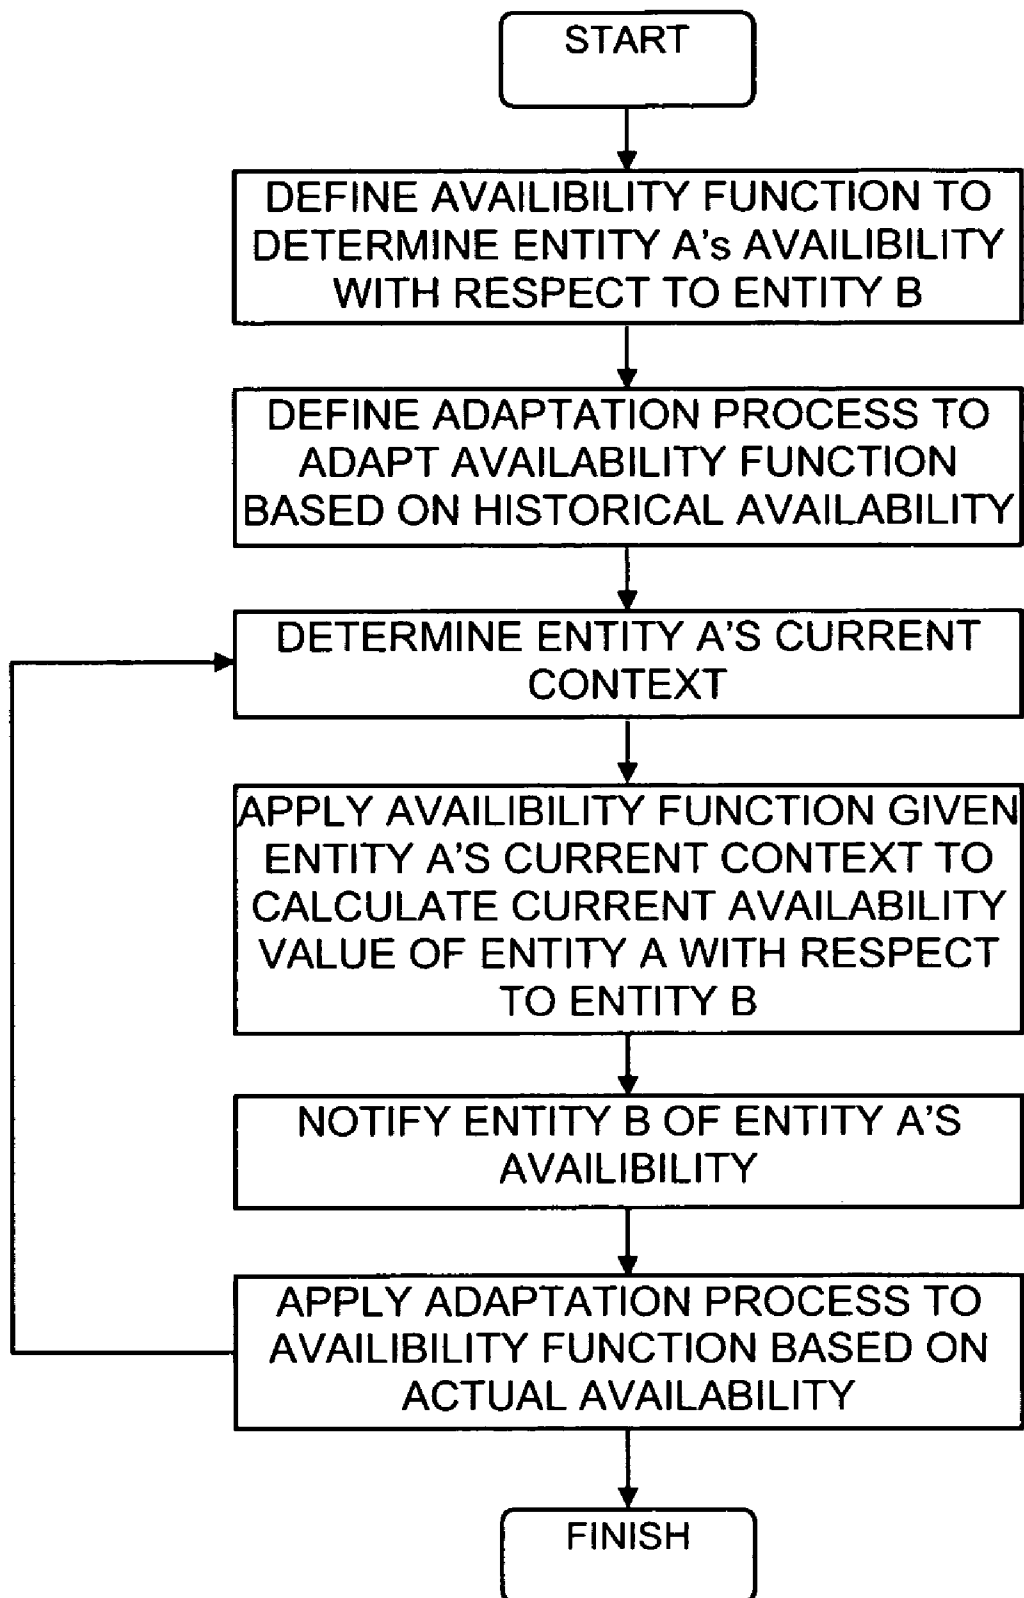 START
DEFINE AVAILIBILITY FUNCTION TO
DETERMINE ENTITY A's AVAILIBILITY
WITH RESPECT TO ENTITY B
DEFINE ADAPTATION PROCESS TO
ADAPT AVAILABILITY FUNCTION
BASED ON HISTORICAL AVAILABILITY
DETERMINE ENTITY A'S CURRENT
CONTEXT
APPLY AVAILIBILITY FUNCTION GIVEN
ENTITY A'S CURRENT CONTEXT TO
CALCULATE CURRENT AVAILABILITY
VALUE OF ENTITY A WITH RESPECT
TO ENTITY B
NOTIFY ENTITY B OF ENTITY A'S
AVAILIBILITY
APPLY ADAPTATION PROCESS TO
AVAILIBILITY FUNCTION BASED ON
ACTUAL AVAILABILITY
FINISH